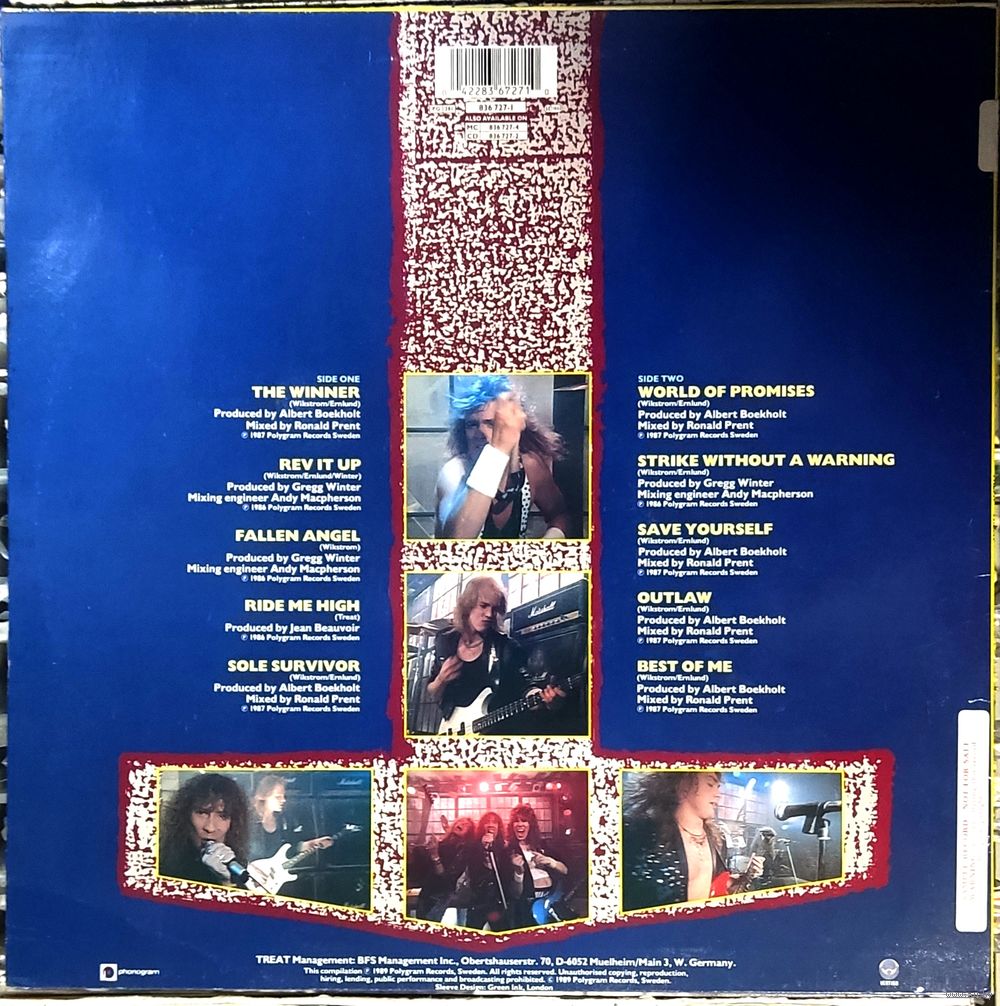 0 42283 67271 0
836 727-1
ALSO AVAILABLE ON
MC 836 727-4
CD 836 727-2
SIDE ONE
THE WINNER
(Wikstrom/Ernlund)
Produced by Albert Boekholt
Mixed by Ronald Prent
℗ 1987 Polygram Records Sweden
REV IT UP
(Wikstrom/Ernlund/Winter)
Produced by Gregg Winter
Mixing engineer Andy Macpherson
℗ 1986 Polygram Records Sweden
FALLEN ANGEL
(Wikstrom)
Produced by Gregg Winter
Mixing engineer Andy Macpherson
℗ 1986 Polygram Records Sweden
RIDE ME HIGH
(Treat)
Produced by Jean Beauvoir
℗ 1986 Polygram Records Sweden
SOLE SURVIVOR
(Wikstrom/Ernlund)
Produced by Albert Boekholt
Mixed by Ronald Prent
℗ 1987 Polygram Records Sweden
SIDE TWO
WORLD OF PROMISES
(Wikstrom/Ernlund)
Produced by Albert Boekholt
Mixed by Ronald Prent
℗ 1987 Polygram Records Sweden
STRIKE WITHOUT A WARNING
(Wikstrom/Ernlund)
Produced by Gregg Winter
Mixing engineer Andy Macpherson
℗ 1986 Polygram Records Sweden
SAVE YOURSELF
(Wikstrom/Ernlund)
Produced by Albert Boekholt
Mixed by Ronald Prent
℗ 1987 Polygram Records Sweden
OUTLAW
(Wikstrom/Ernlund)
Produced by Albert Boekholt
Mixed by Ronald Prent
℗ 1987 Polygram Records Sweden
BEST OF ME
(Wikstrom/Ernlund)
Produced by Albert Boekholt
Mixed by Ronald Prent
℗ 1987 Polygram Records Sweden
Marshall
Marshall
NOT FOR SALE
TREAT Management: BFS Management Inc., Obertshauserstr. 70, D-6052 Muelheim/Main 3, W. Germany.
This compilation ℗ 1989 Polygram Records, Sweden. All rights reserved. Unauthorised copying, reproduction,
hiring, lending, public performance and broadcasting prohibited. © 1989 Polygram Records, Sweden.
Sleeve Design: Green Ink, London
phonogram
VERTIGO